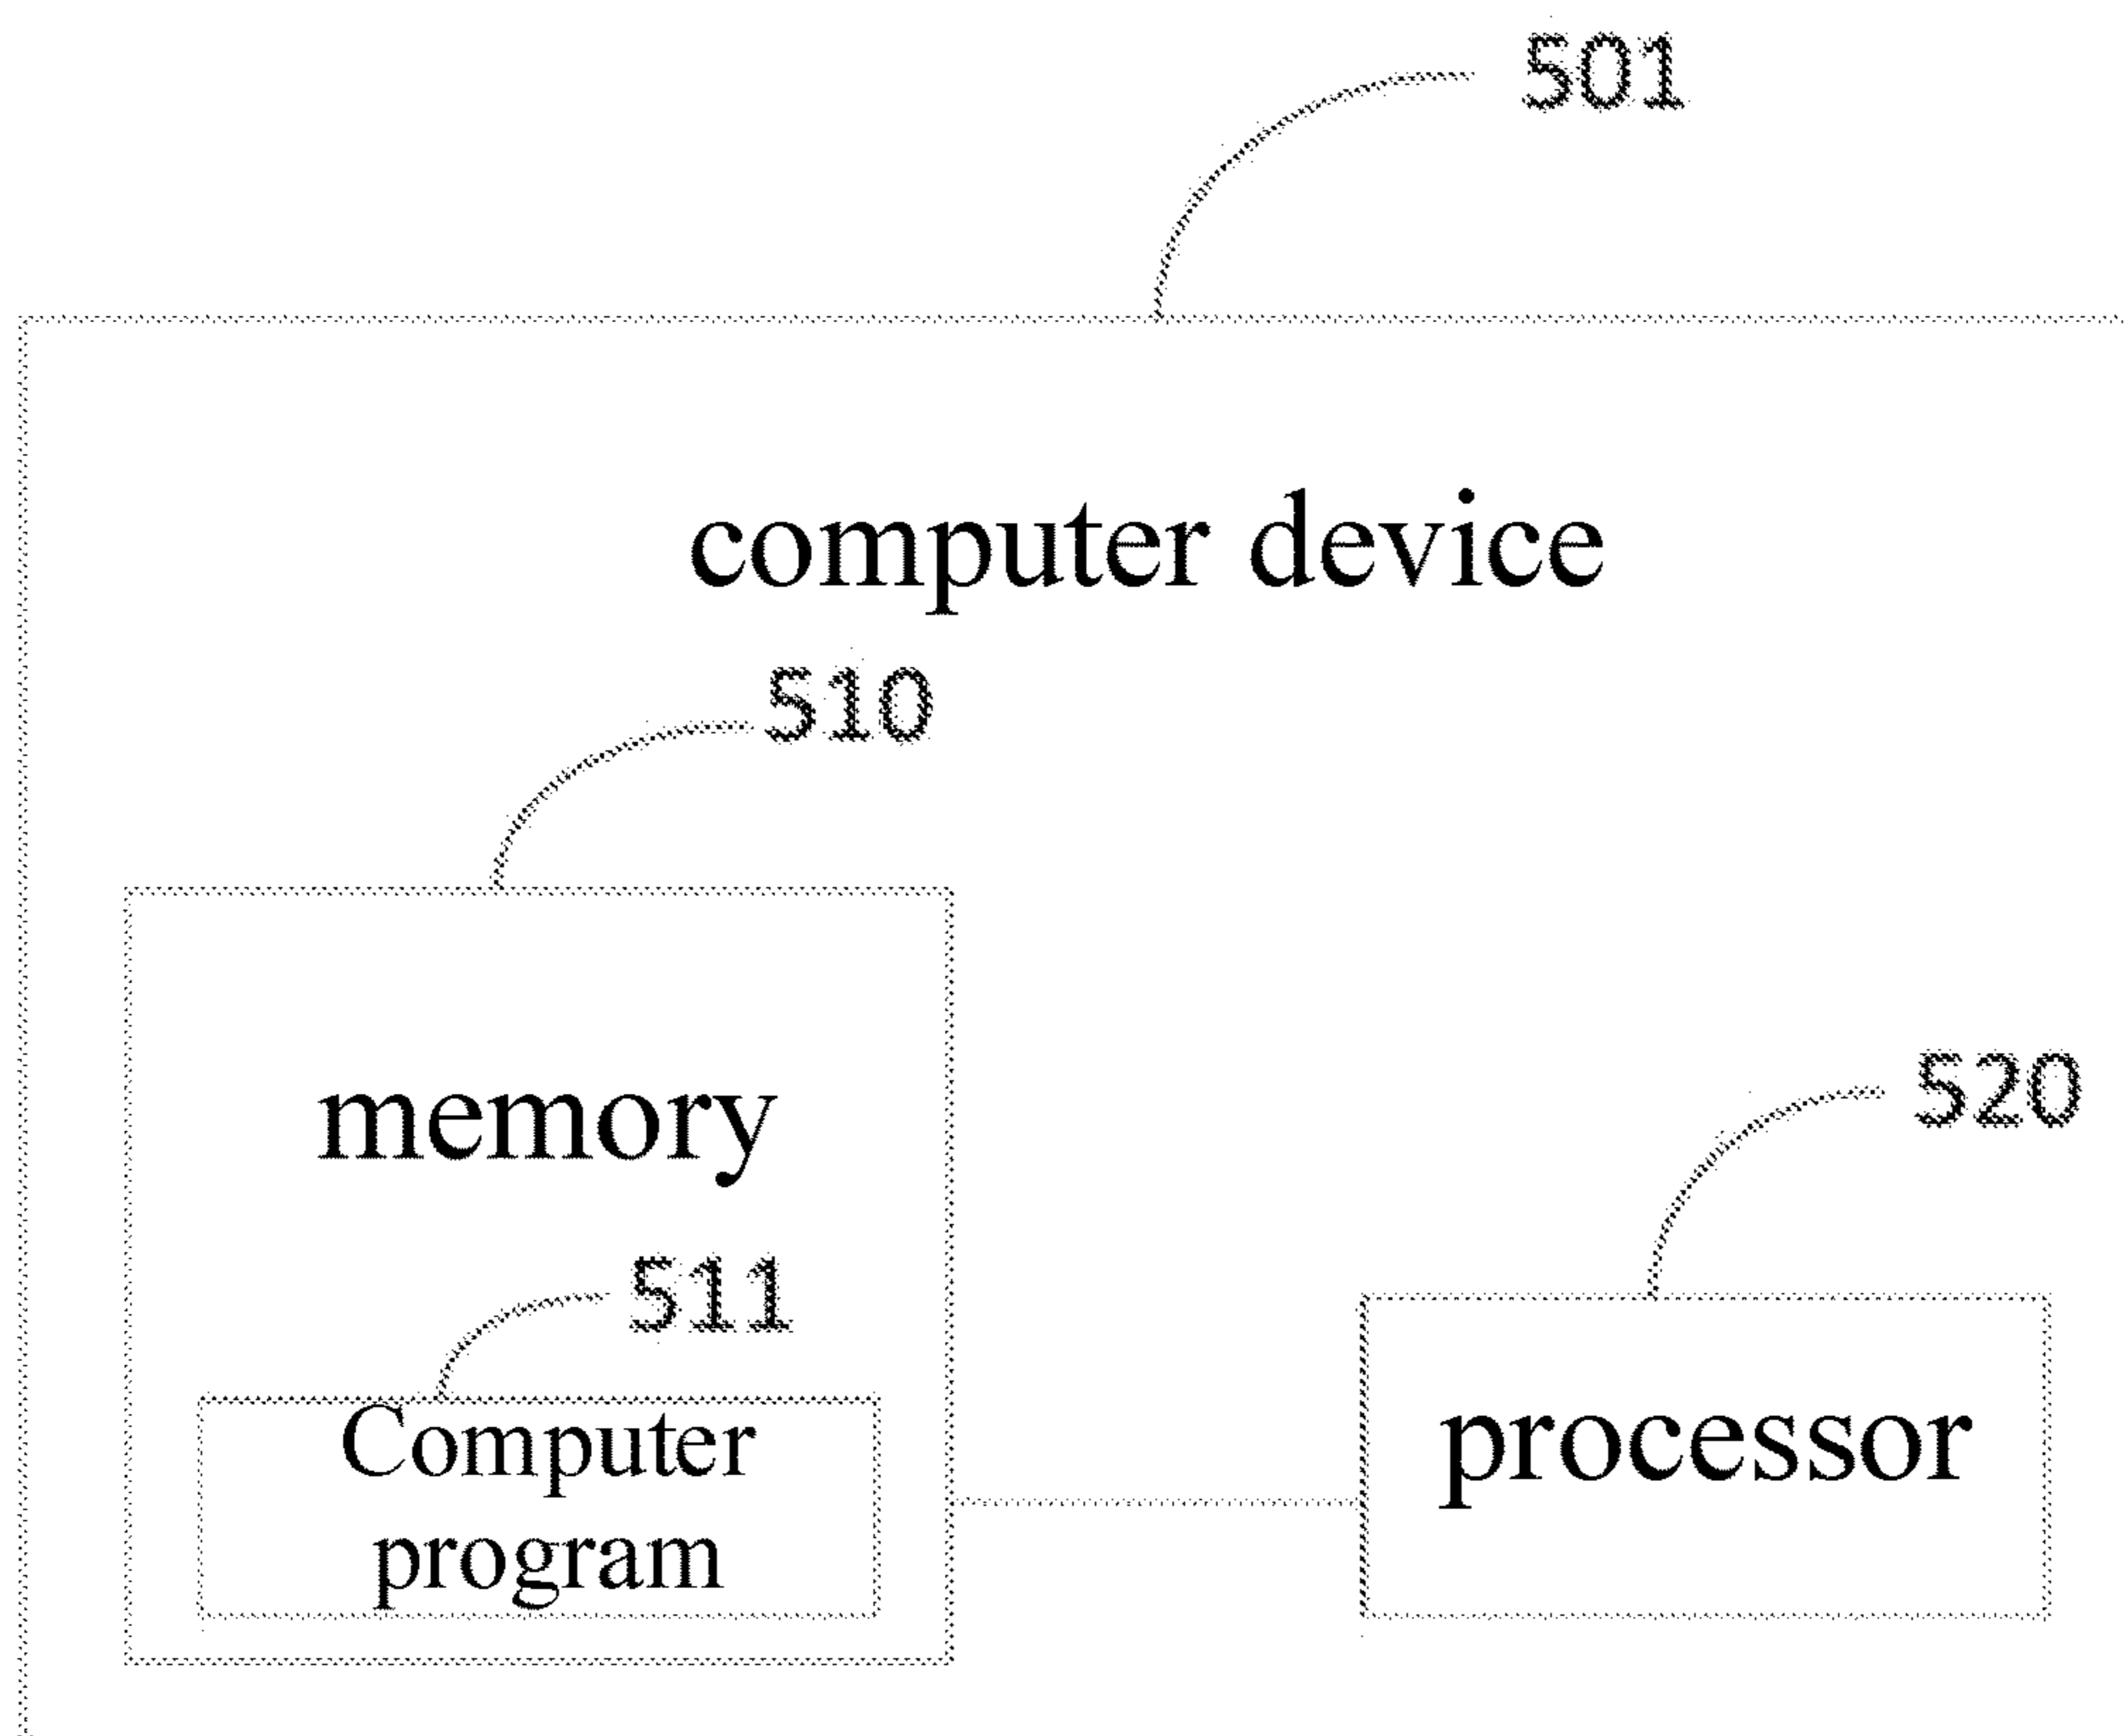 501
computer device
510
memory
520
511
Computer
program
processor